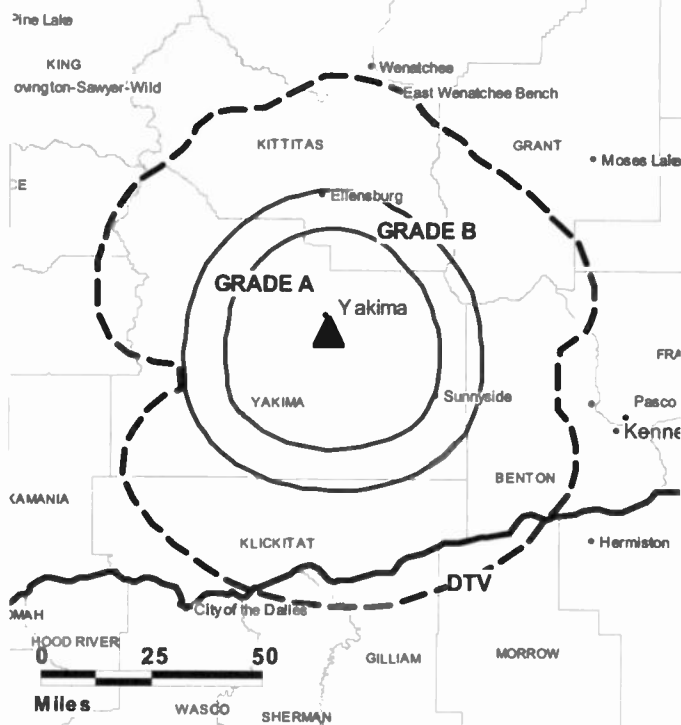 Pine Lake
KING
ovington-Sawyer-Wild
Wenatchee
East Wenatchee Bench
KITTITAS
GRANT
Moses Lake
CE
Ellensburg
GRADE B
GRADE A
Yakima
FRA
YAKIMA
Sunnyside
Pasco
Kenne
BENTON
KAMANIA
KLICKITAT
Hermiston
DTV
OMAH
City of the Dalles
HOOD RIVER
0 25 50
GILLIAM
MORROW
Miles
WASCO
SHERMAN